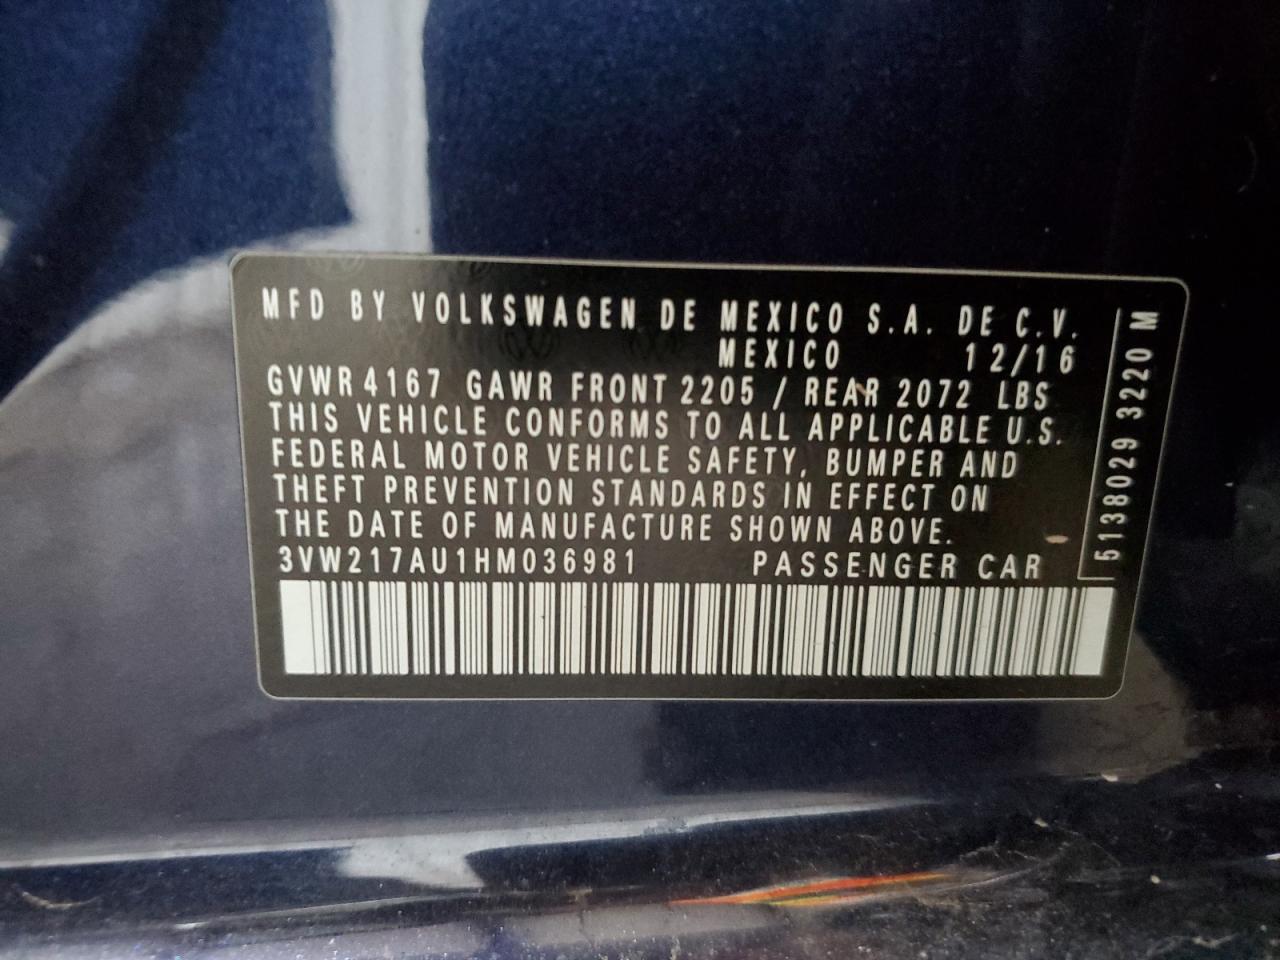 MFD BY VOLKSWAGEN DE MEXICO S.A. DE C.V.
MEXICO 12/16
GVWR 4167 GAWR FRONT 2205 / REAR 2072 LBS
THIS VEHICLE CONFORMS TO ALL APPLICABLE U.S.
FEDERAL MOTOR VEHICLE SAFETY, BUMPER AND
THEFT PREVENTION STANDARDS IN EFFECT ON
THE DATE OF MANUFACTURE SHOWN ABOVE.
3VW217AU1HM036981 PASSENGER CAR
5138029 3220 M